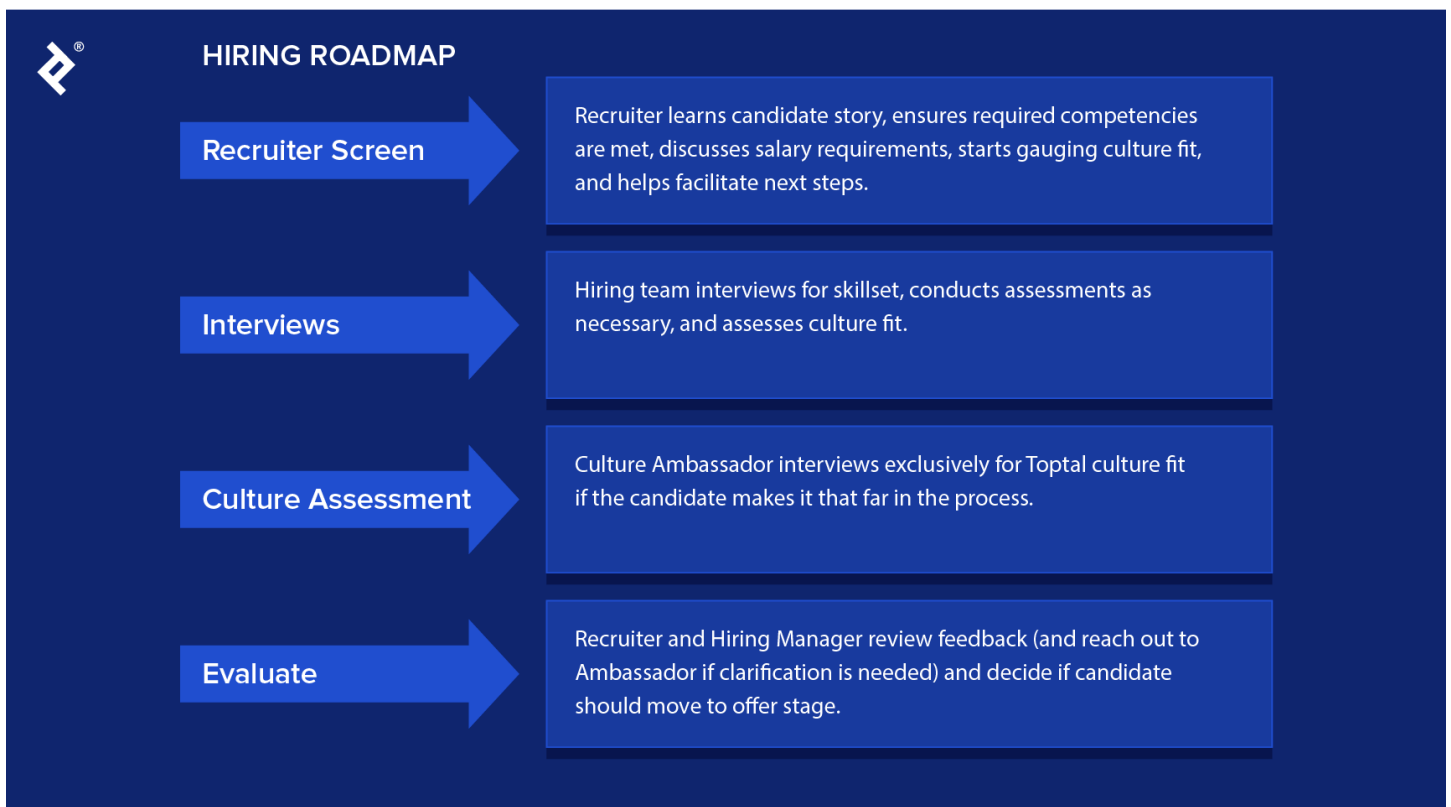 ®
HIRING ROADMAP
Recruiter Screen
Recruiter learns candidate story, ensures required competencies
are met, discusses salary requirements, starts gauging culture fit,
and helps facilitate next steps.
Interviews
Hiring team interviews for skillset, conducts assessments as
necessary, and assesses culture fit.
Culture Assessment
Culture Ambassador interviews exclusively for Toptal culture fit
if the candidate makes it that far in the process.
Evaluate
Recruiter and Hiring Manager review feedback (and reach out to
Ambassador if clarification is needed) and decide if candidate
should move to offer stage.